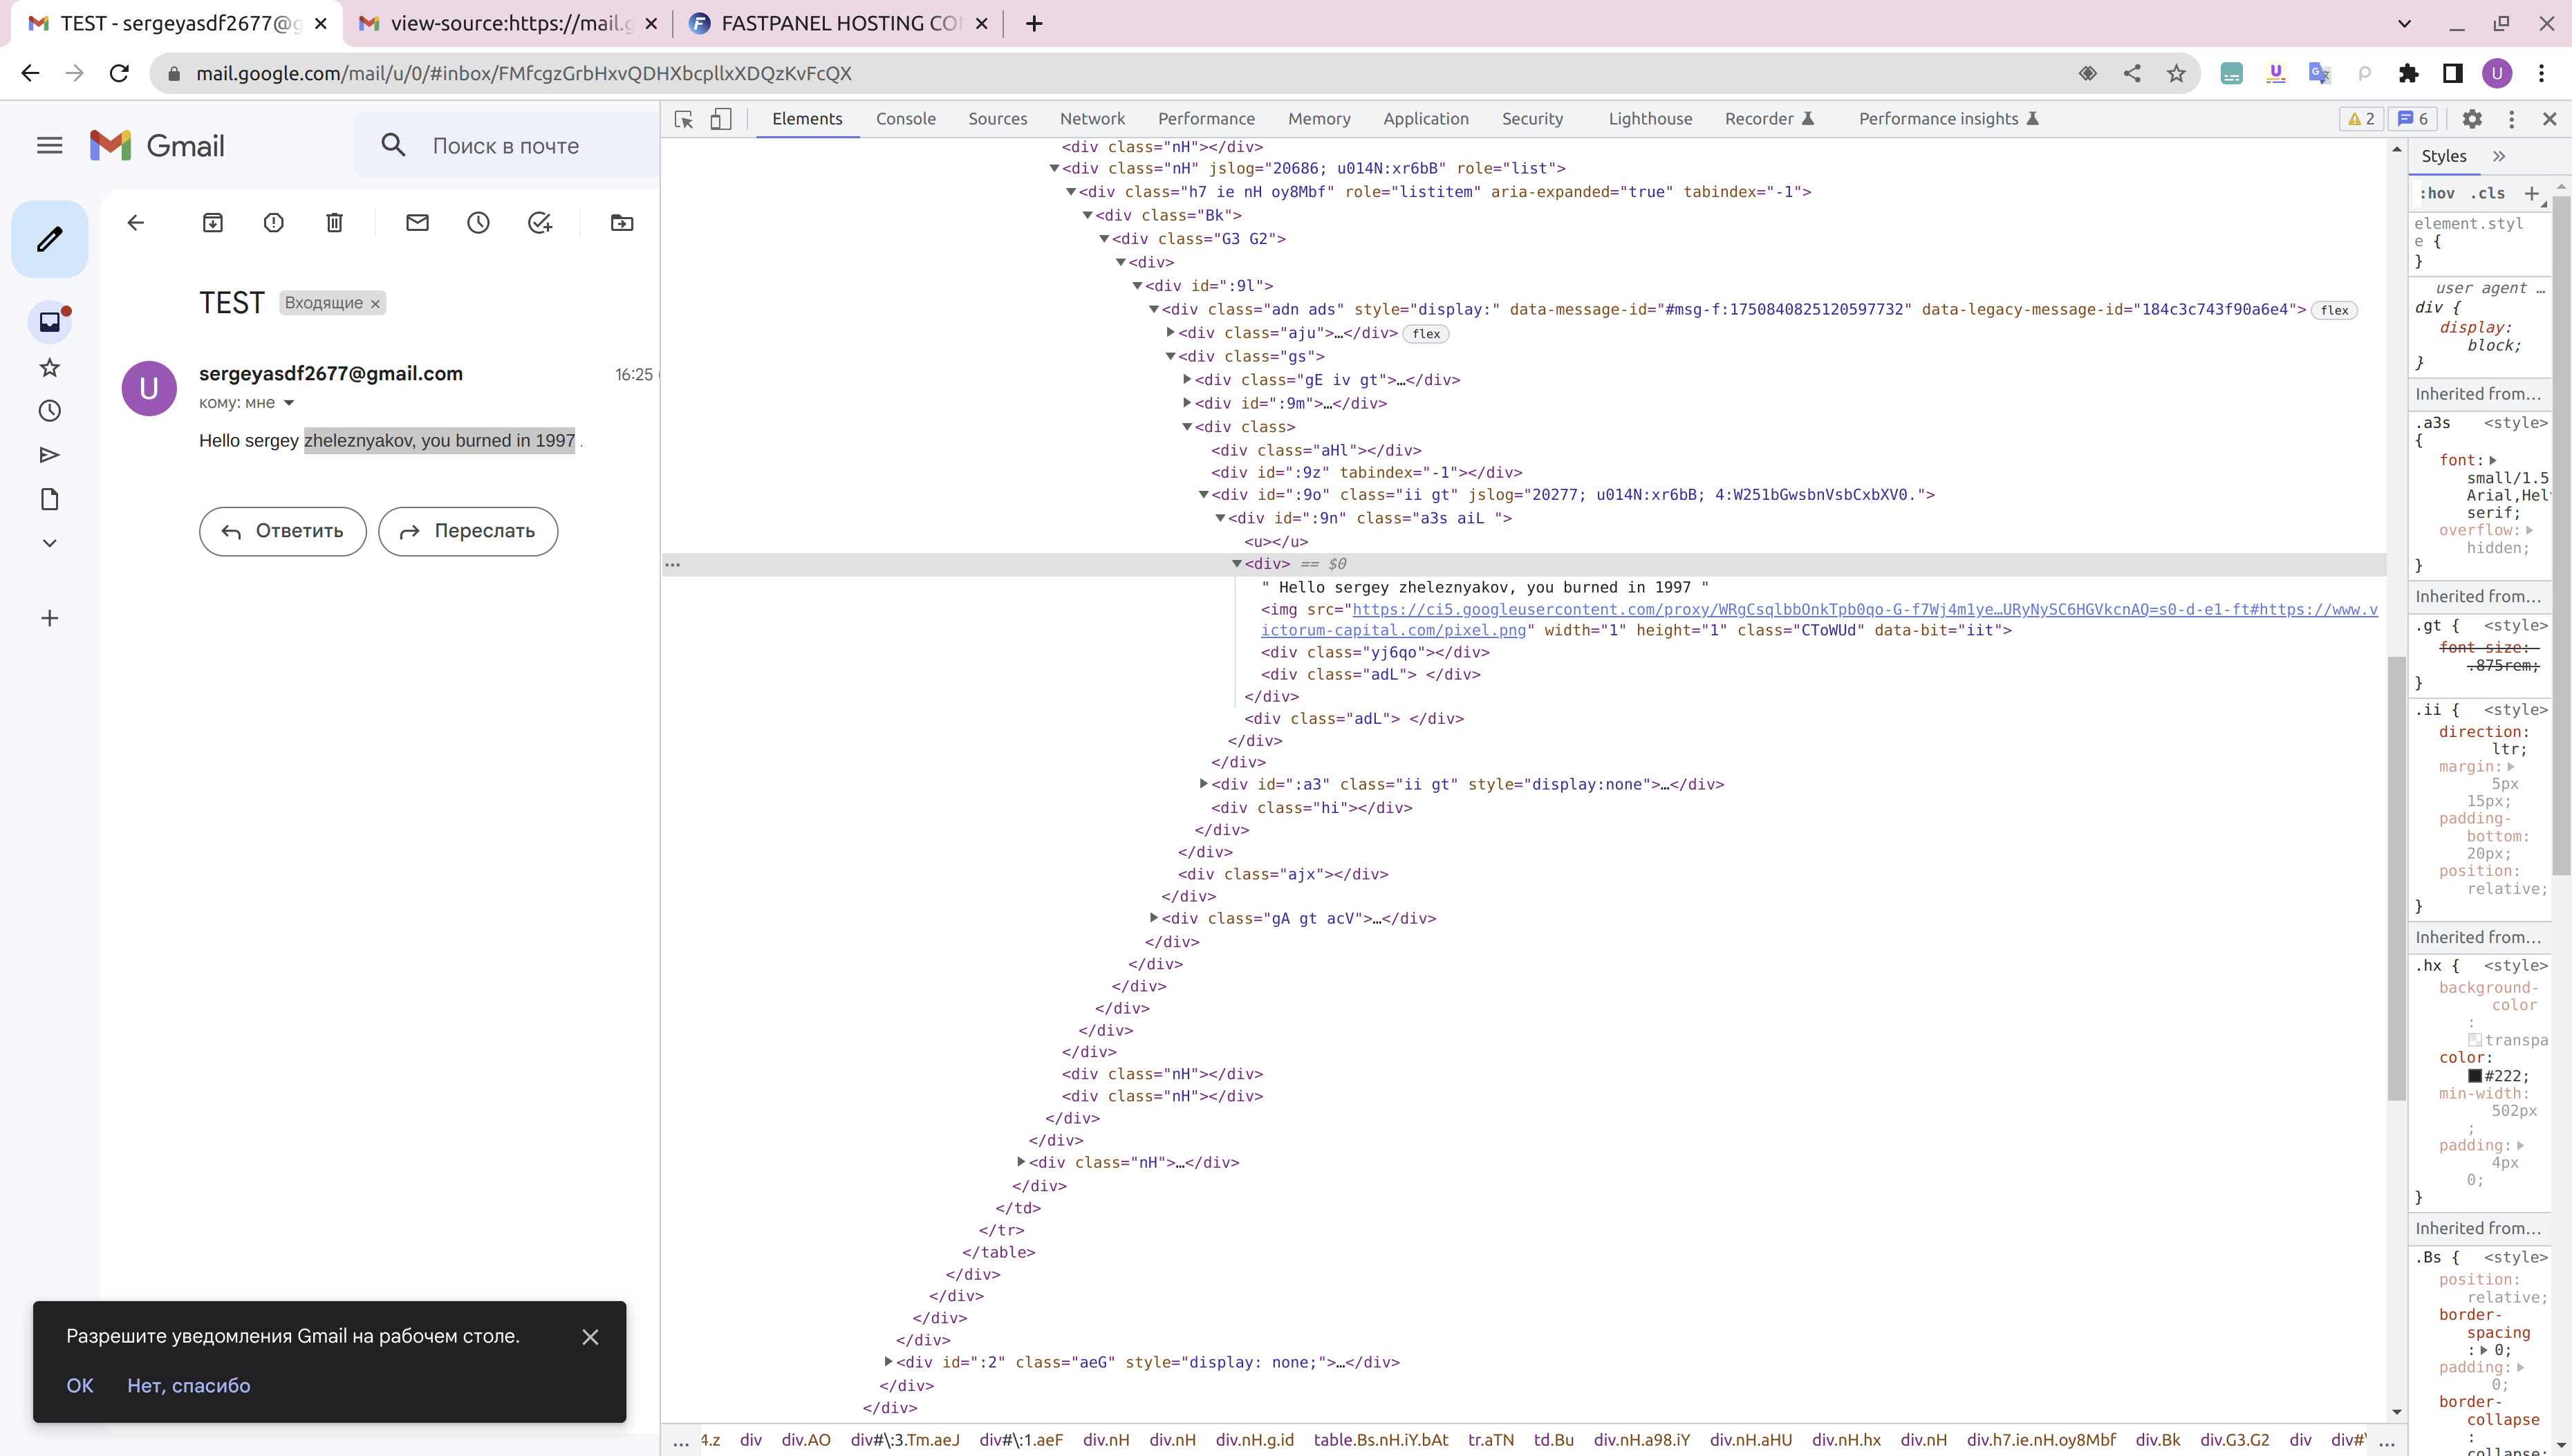 TEST - sergeyasdf2677@g
view-source:https://mail.g
FASTPANEL HOSTING CO
mail.google.com/mail/u/0/#inbox/FMfcgzGrbHxvQDHXbcpllxXDQzKvFcQX
U
Gmail
Поиск в почте
TEST
Входящие ×
U
sergeyasdf2677@gmail.com
16:25
кому: мне
Hello sergey zheleznyakov, you burned in 1997 .
Ответить
Переслать
Разрешите уведомления Gmail на рабочем столе.
ОК
Нет, спасибо
Elements Console Sources Network Performance Memory Application Security Lighthouse Recorder Performance insights
2
6
<div class="nH"></div>
<div class="nH" jslog="20686; u014N:xr6bB" role="list">
<div class="h7 ie nH oy8Mbf" role="listitem" aria-expanded="true" tabindex="-1">
<div class="Bk">
<div class="G3 G2">
<div>
<div id=":9l">
<div class="adn ads" style="display:" data-message-id="#msg-f:1750840825120597732" data-legacy-message-id="184c3c743f90a6e4"> flex
<div class="aju">…</div> flex
<div class="gs">
<div class="gE iv gt">…</div>
<div id=":9m">…</div>
<div class>
<div class="aHl"></div>
<div id=":9z" tabindex="-1"></div>
<div id=":9o" class="ii gt" jslog="20277; u014N:xr6bB; 4:W251bGwsbnVsbCxbXV0.">
<div id=":9n" class="a3s aiL ">
<u></u>
<div> == $0
" Hello sergey zheleznyakov, you burned in 1997 "
<img src="https://ci5.googleusercontent.com/proxy/WRgCsqlbbOnkTpb0qo-G-f7Wj4m1ye…URyNySC6HGVkcnAQ=s0-d-e1-ft#https://www.v
ictorum-capital.com/pixel.png" width="1" height="1" class="CToWUd" data-bit="iit">
<div class="yj6qo"></div>
<div class="adL"> </div>
</div>
<div class="adL"> </div>
</div>
</div>
<div id=":a3" class="ii gt" style="display:none">…</div>
<div class="hi"></div>
</div>
</div>
<div class="ajx"></div>
</div>
<div class="gA gt acV">…</div>
</div>
</div>
</div>
</div>
</div>
</div>
<div class="nH"></div>
<div class="nH"></div>
</div>
</div>
<div class="nH">…</div>
</div>
</td>
</tr>
</table>
</div>
</div>
</div>
</div>
<div id=":2" class="aeG" style="display: none;">…</div>
</div>
</div>
… 4.z div div.AO div#\:3.Tm.aeJ div#\:1.aeF div.nH div.nH div.nH.g.id table.Bs.nH.iY.bAt tr.aTN td.Bu div.nH.a98.iY div.nH.aHU div.nH.hx div.nH div.h7.ie.nH.oy8Mbf div.Bk div.G3.G2 div div#\ …
Styles
:hov .cls
element.styl
e {
}
user agent …
div {
display:
block;
}
Inherited from…
.a3s <style>
{
font:
small/1.5
Arial,Hel
serif;
overflow:
hidden;
}
Inherited from…
.gt { <style>
font-size:
.875rem;
}
.ii { <style>
direction:
ltr;
margin:
5px
15px;
padding-
bottom:
20px;
position:
relative;
}
Inherited from…
.hx { <style>
background-
color
:
transpa
color:
#222;
min-width:
502px
;
padding:
4px
0;
}
Inherited from…
.Bs { <style>
position:
relative;
border-
spacing
: 0;
padding:
0;
border-
collapse
:
collapse;